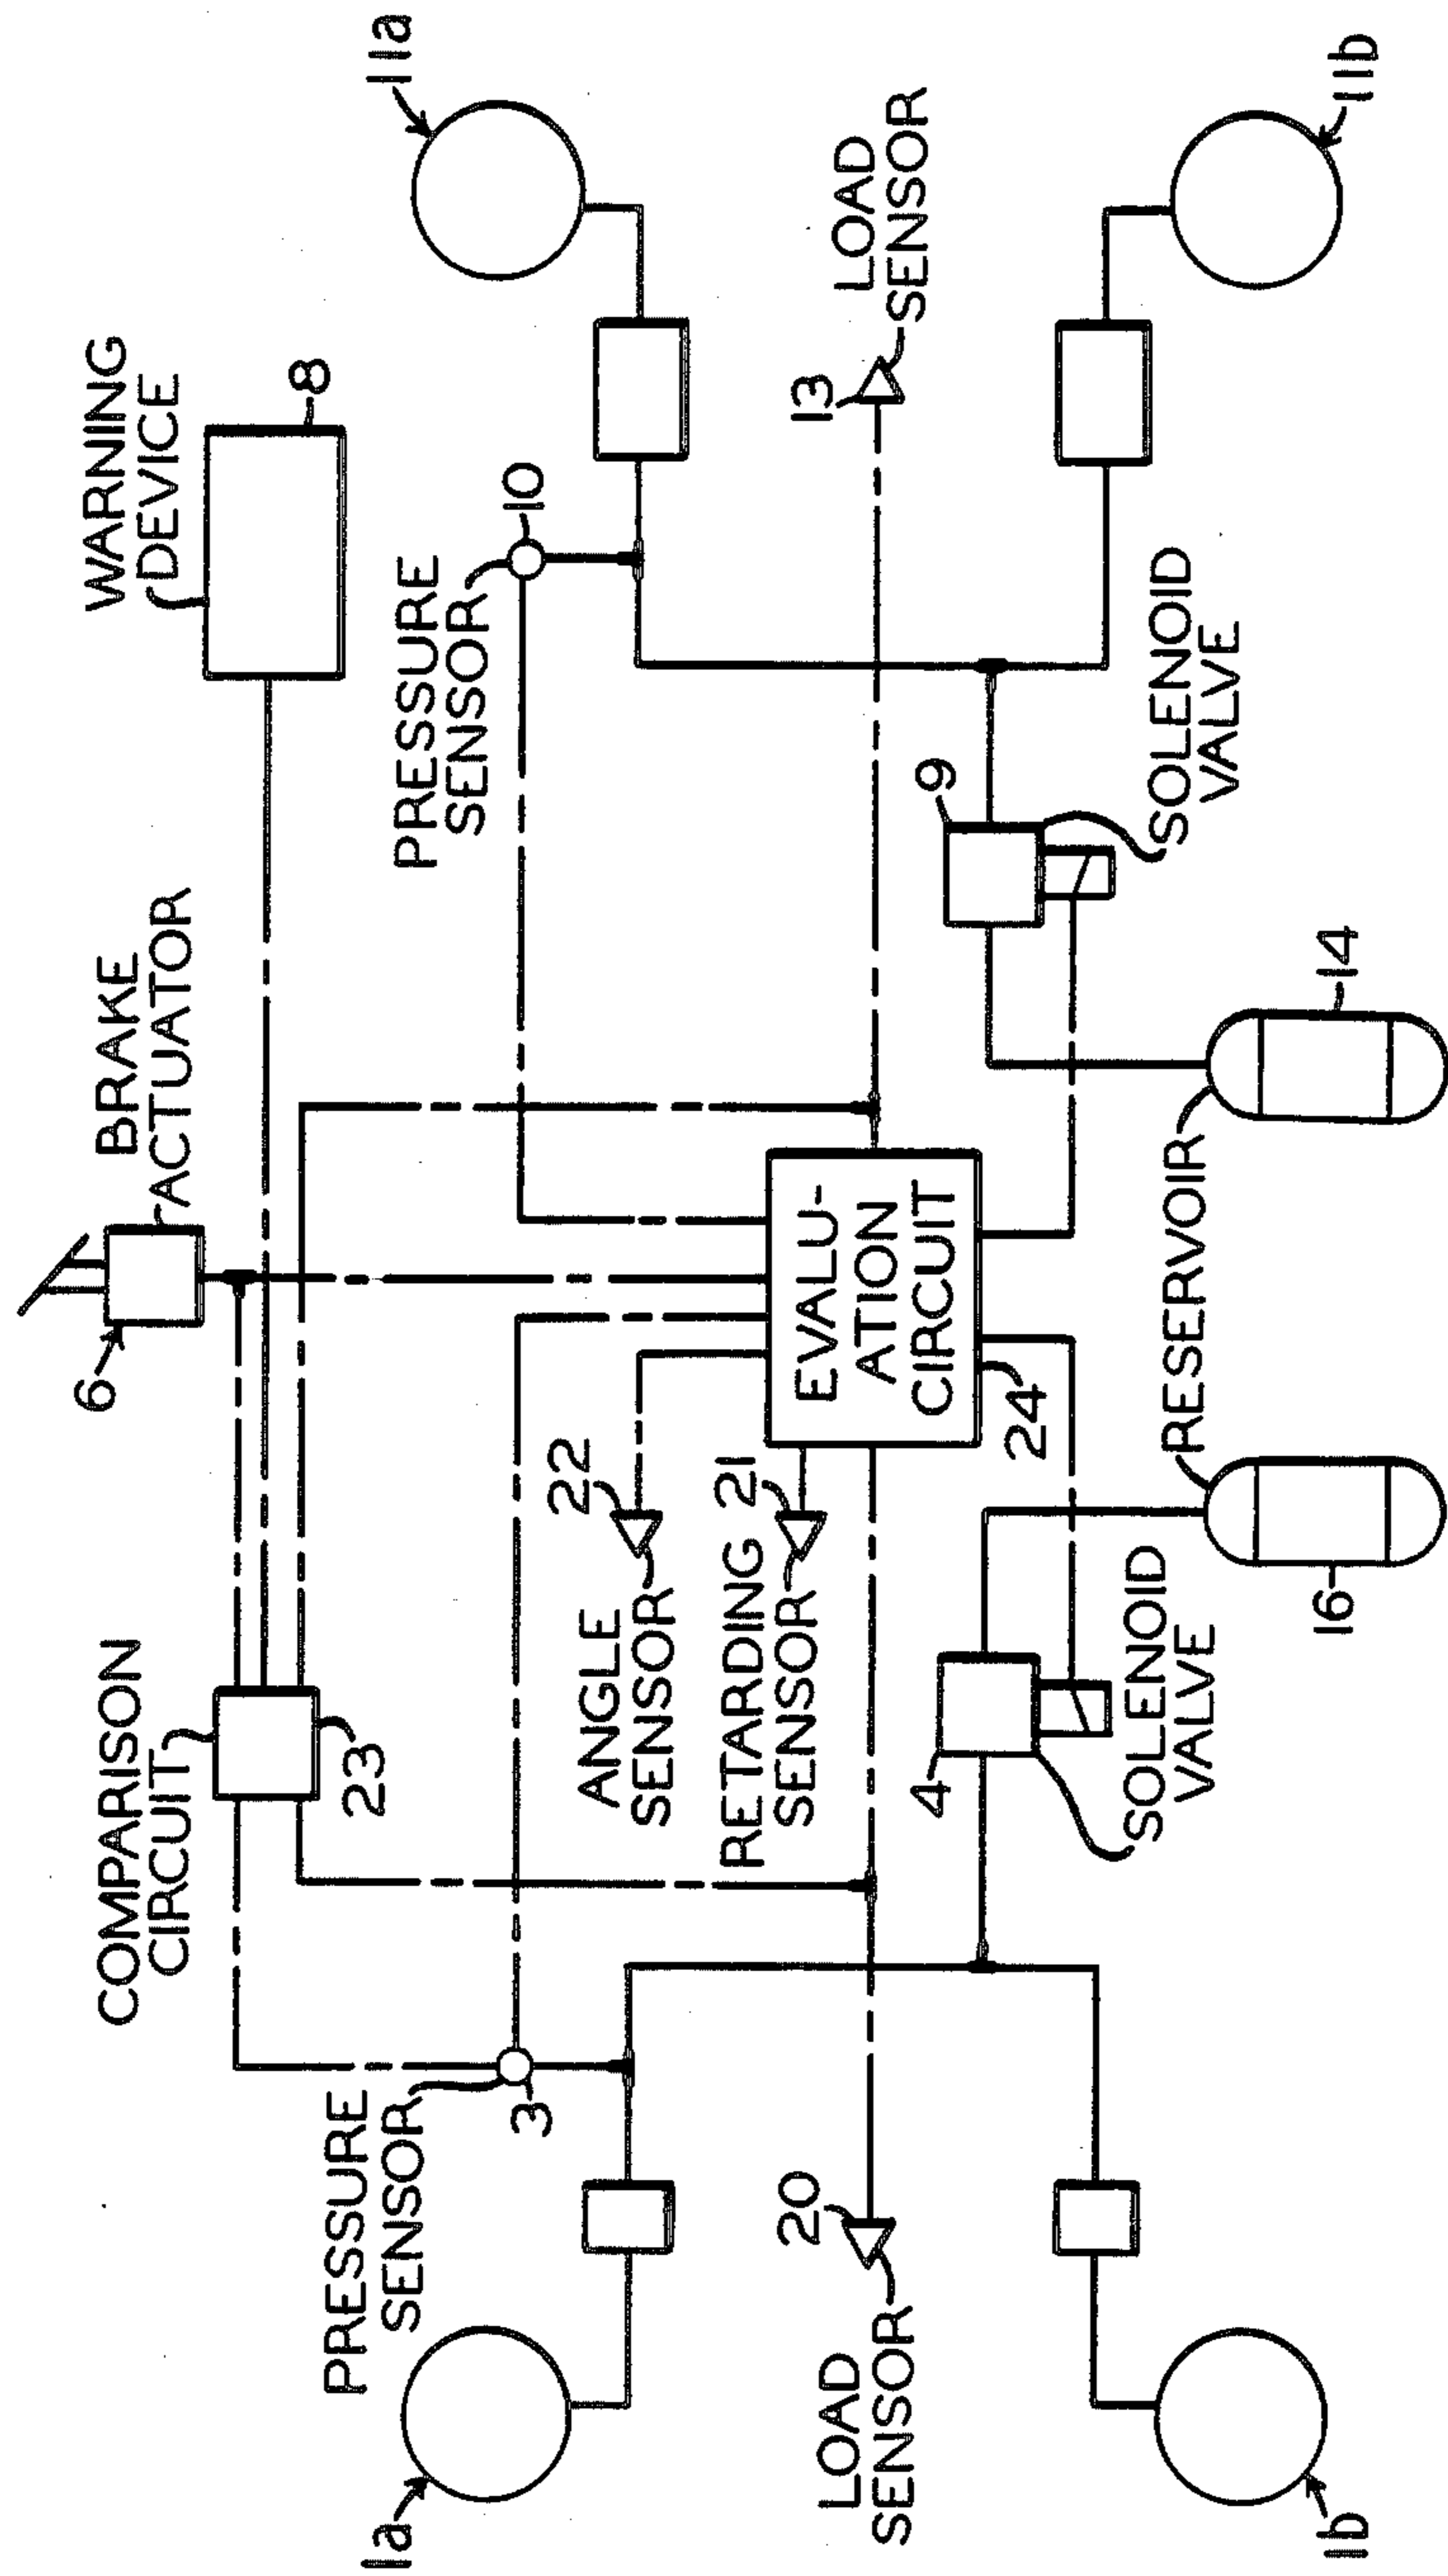 BRAKE
ACTUATOR
6
WARNING
DEVICE
8
COMPARISON
CIRCUIT
23
PRESSURE
SENSOR
3
PRESSURE
SENSOR
10
1a
11a
ANGLE
SENSOR
22
RETARDING
SENSOR
21
EVALU-
ATION
CIRCUIT
24
LOAD
SENSOR
20
13
LOAD
SENSOR
4
SOLENOID
VALVE
9
SOLENOID
VALVE
RESERVOIR
16
14
1b
11b